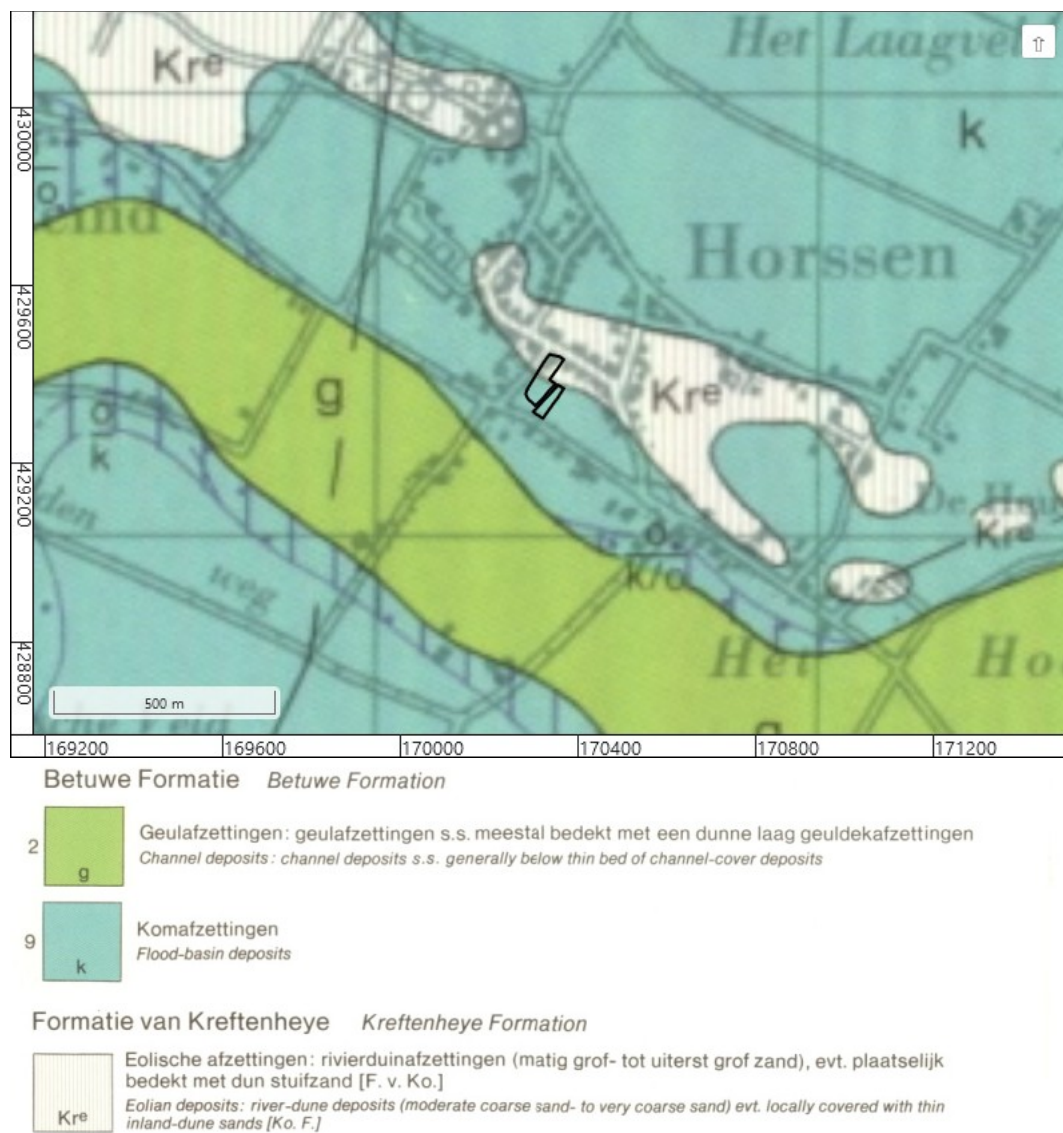 Kre
Het Laagve
⇧
k
430000
o
eind
Horssen
429600
g
Kre
g
k
429200
den
De Heu
Kre
o
k/o
weg
428800
Het
Ho
500 m
g
169200 169600 170000 170400 170800 171200
Betuwe Formatie Betuwe Formation
2
Geulafzettingen: geulafzettingen s.s. meestal bedekt met een dunne laag geuldekafzettingen
Channel deposits: channel deposits s.s. generally below thin bed of channel-cover deposits
g
9
Komafzettingen
Flood-basin deposits
k
Formatie van Kreftenheye Kreftenheye Formation
Eolische afzettingen: rivierduinafzettingen (matig grof- tot uiterst grof zand), evt. plaatselijk
bedekt met dun stuifzand [F. v. Ko.]
Kre
Eolian deposits: river-dune deposits (moderate coarse sand- to very coarse sand) evt. locally covered with thin
inland-dune sands [Ko. F.]